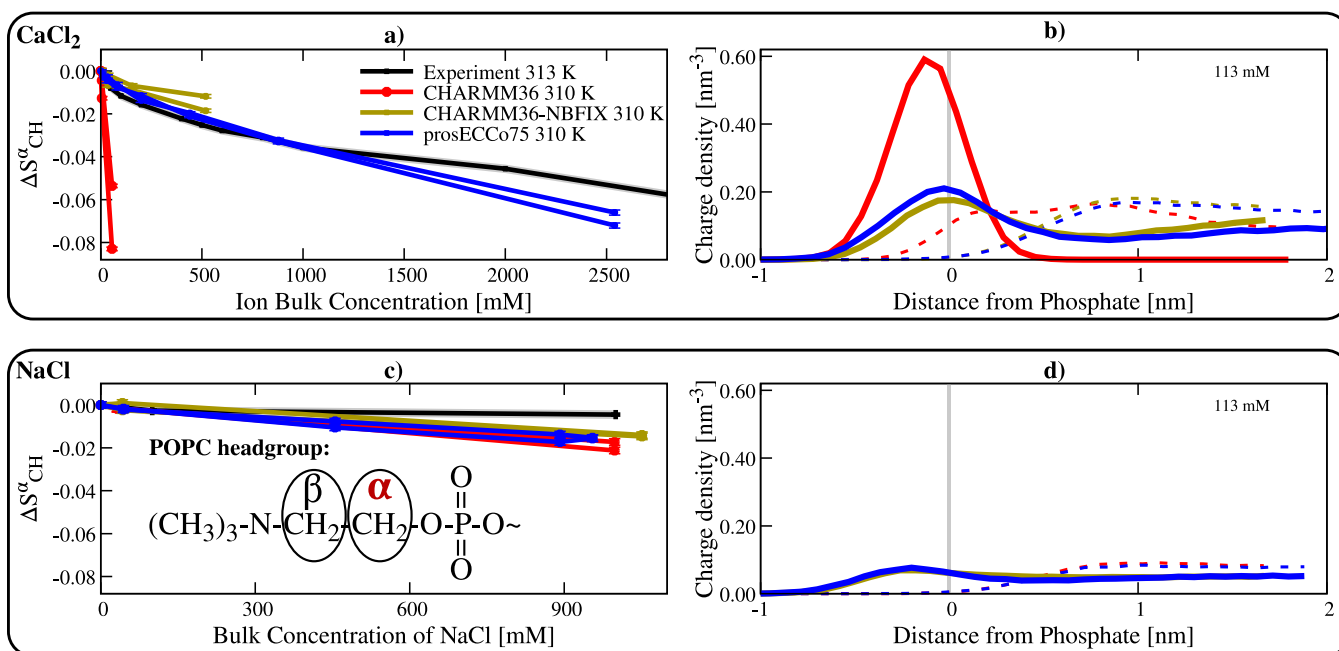 CaCl2
a)
Experiment 313 K
CHARMM36 310 K
CHARMM36-NBFIX 310 K
prosECCo75 310 K
0.00
-0.02
-0.04
-0.06
-0.08
ΔS^α_CH
0 500 1000 1500 2000 2500
Ion Bulk Concentration [mM]
b)
113 mM
0.60
0.40
0.20
0.00
Charge density [nm-3]
-1 0 1 2
Distance from Phosphate [nm]
NaCl
c)
0.00
-0.02
-0.04
-0.06
-0.08
ΔS^α_CH
POPC headgroup:
β α O
(CH3)3-N-CH2-CH2-O-P-O~
O
0 300 600 900
Bulk Concentration of NaCl [mM]
d)
113 mM
0.60
0.40
0.20
0.00
Charge density [nm-3]
-1 0 1 2
Distance from Phosphate [nm]